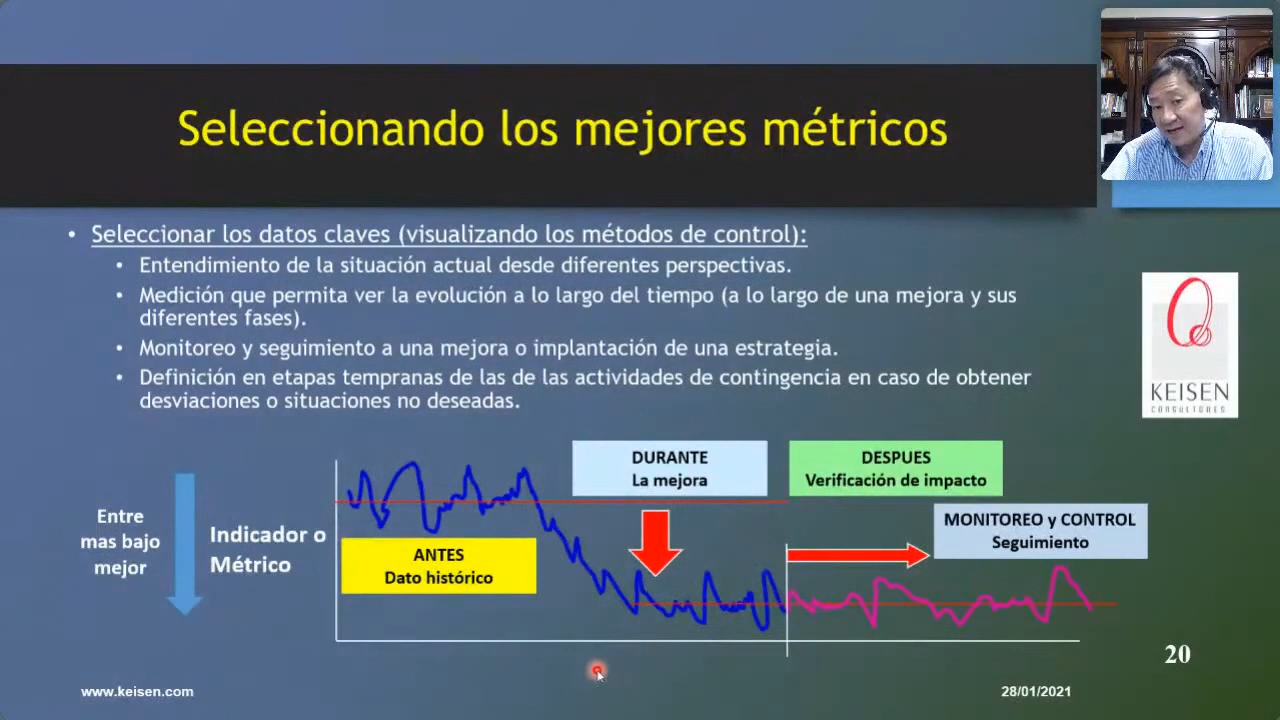 Seleccionando los mejores métricos
• Seleccionar los datos claves (visualizando los métodos de control):
• Entendimiento de la situación actual desde diferentes perspectivas.
• Medición que permita ver la evolución a lo largo del tiempo (a lo largo de una mejora y sus
diferentes fases).
• Monitoreo y seguimiento a una mejora o implantación de una estrategia.
• Definición en etapas tempranas de las de las actividades de contingencia en caso de obtener
desviaciones o situaciones no deseadas.
KEISEN
CONSULTORES
DURANTE
La mejora
DESPUES
Verificación de impacto
MONITOREO y CONTROL
Seguimiento
Entre
mas bajo
mejor
Indicador o
Métrico
ANTES
Dato histórico
20
www.keisen.com
28/01/2021